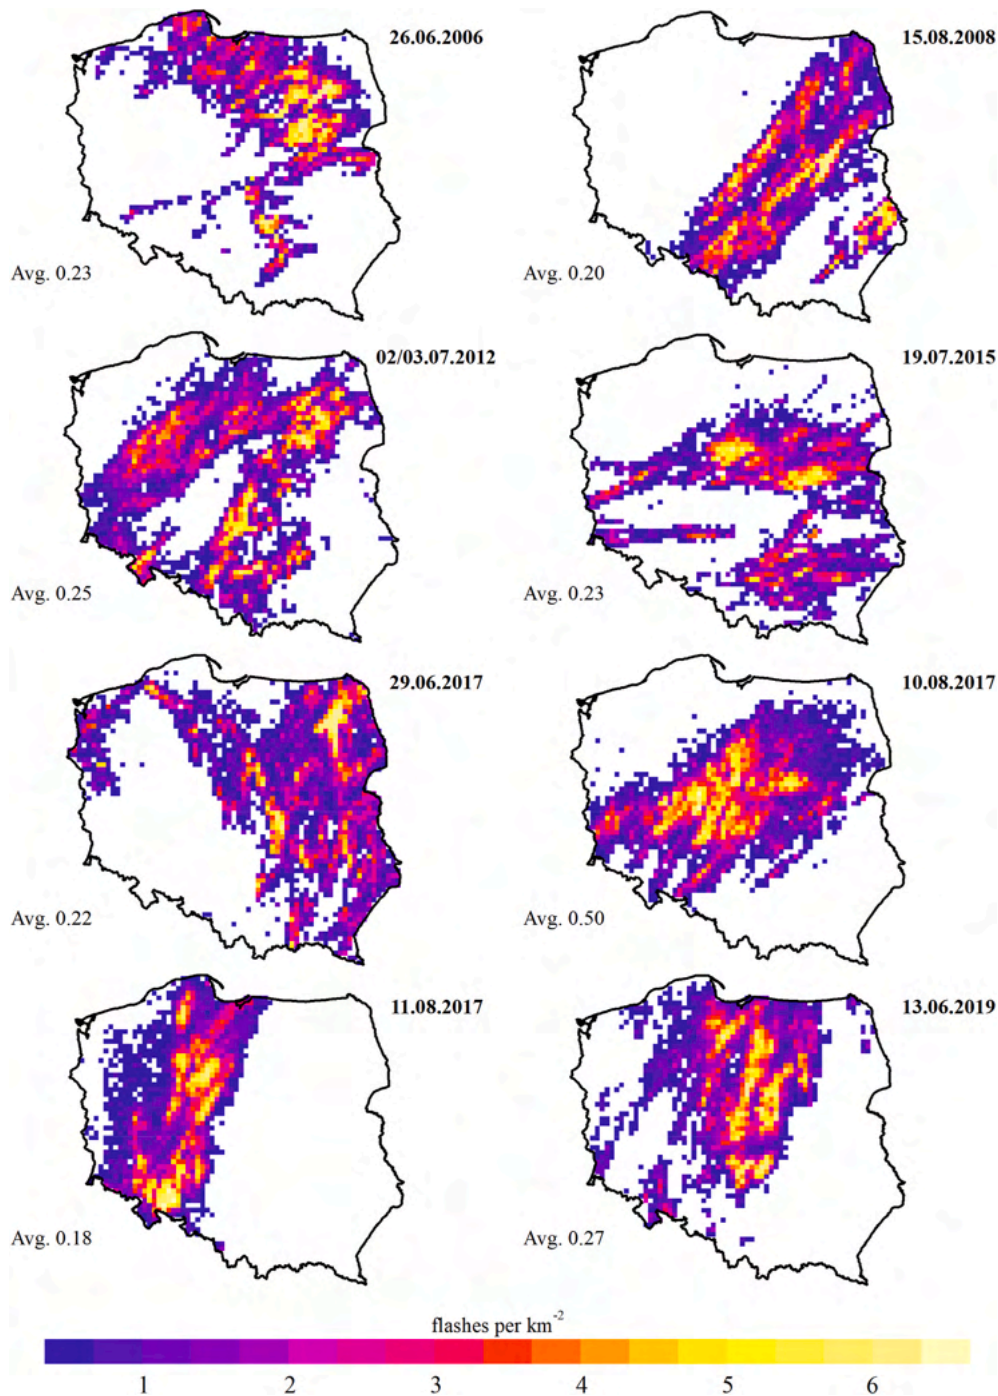 26.06.2006
15.08.2008
Avg. 0.23
Avg. 0.20
02/03.07.2012
19.07.2015
Avg. 0.25
Avg. 0.23
29.06.2017
10.08.2017
Avg. 0.22
Avg. 0.50
11.08.2017
13.06.2019
Avg. 0.18
Avg. 0.27
flashes per km⁻²
1 2 3 4 5 6